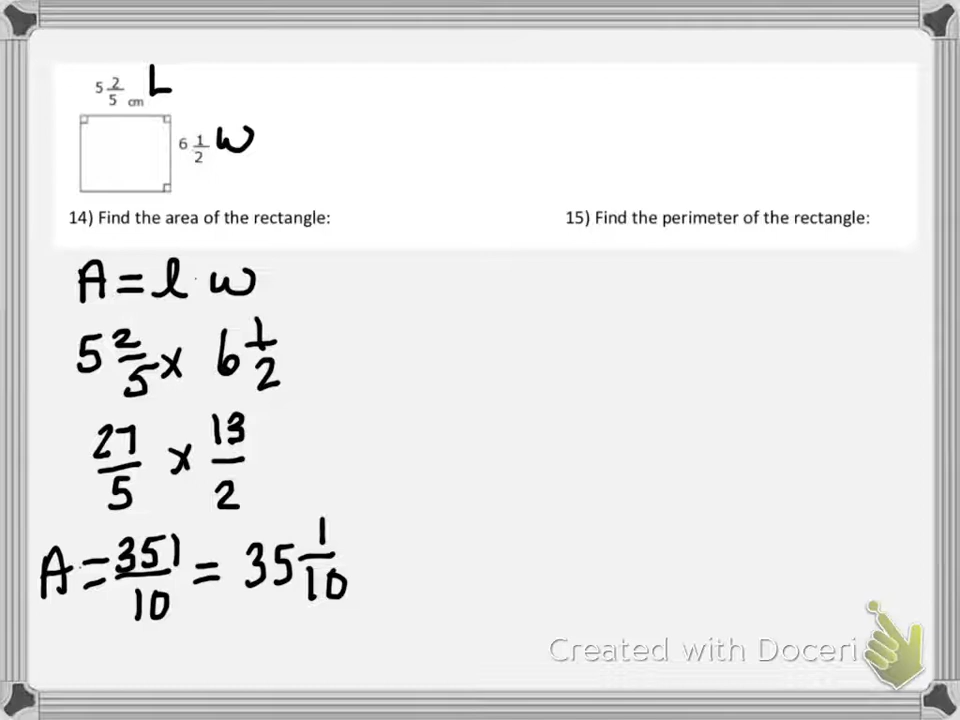 5 2/5 cm L
6 1/2 W
14) Find the area of the rectangle:
15) Find the perimeter of the rectangle:
A = l · w
5 2/5 x 6 1/2
27/5 x 13/2
A = 351/10 = 35 1/10
Created with Doceri